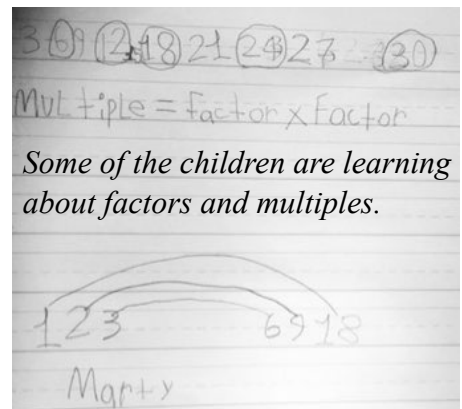 3 6 9 12 18 21 24 27 30
MulTiPLe = factor x Factor
Some of the children are learning
about factors and multiples.
1 2 3 6 9 18
Marty